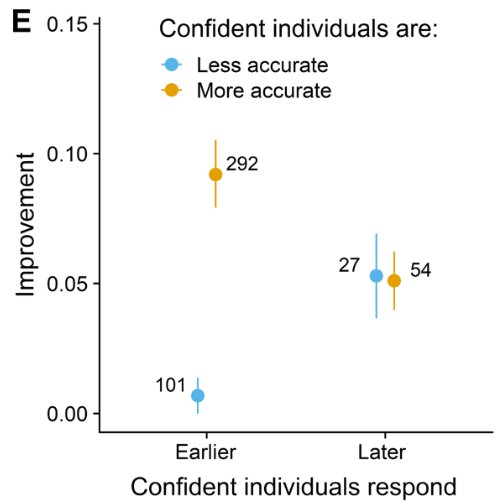 E
0.15
Confident individuals are:
Less accurate
More accurate
0.10
292
Improvement
27
54
0.05
101
0.00
Earlier
Later
Confident individuals respond